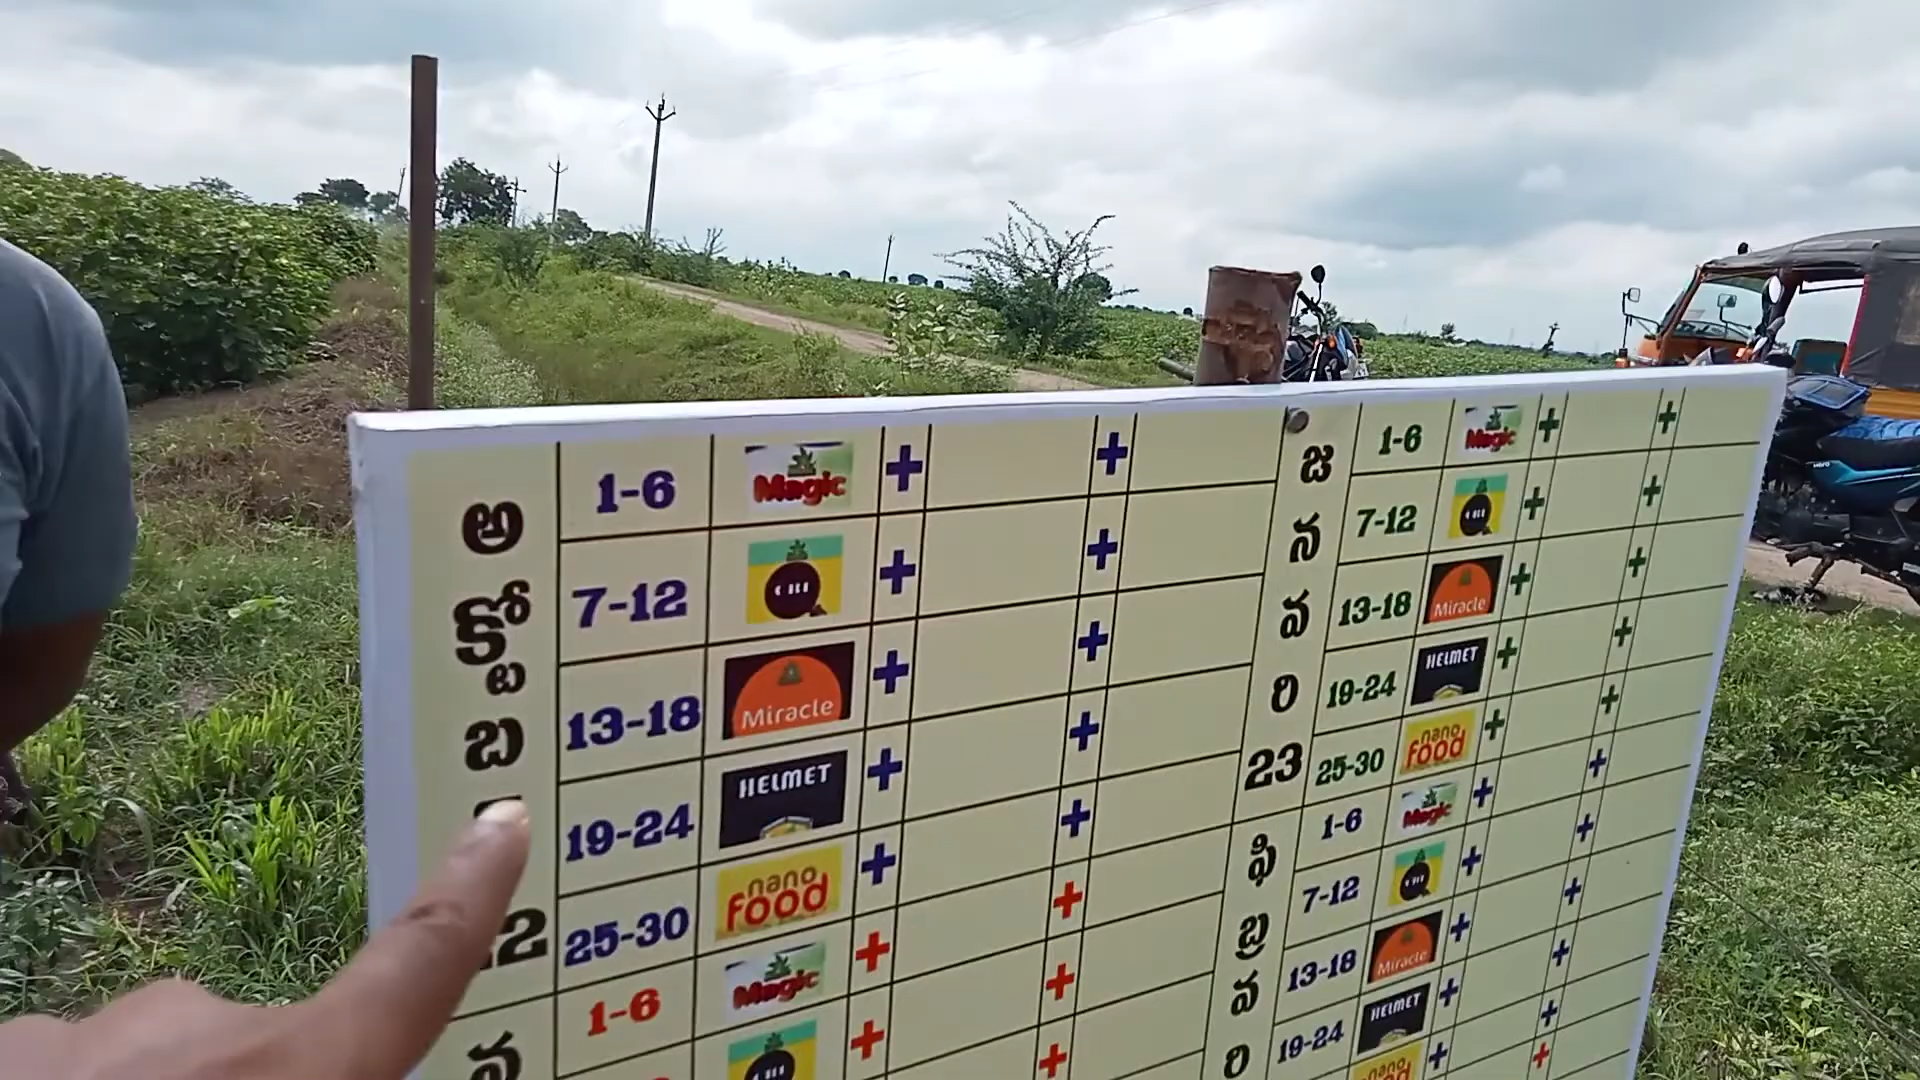 అ
క్టో
బ
22
1-6 Magic + +
7-12 + +
13-18 Miracle + +
19-24 HELMET + +
25-30 nano food + +
న
1-6 Magic + +
+ +
జ
న
వ
రి
23
1-6 Magic + +
7-12 + +
13-18 Miracle + +
19-24 HELMET + +
25-30 nano food + +
ఫి
బ్ర
వ
రి
1-6 Magic + +
7-12 + +
13-18 Miracle + +
19-24 HELMET + +
nano food + +